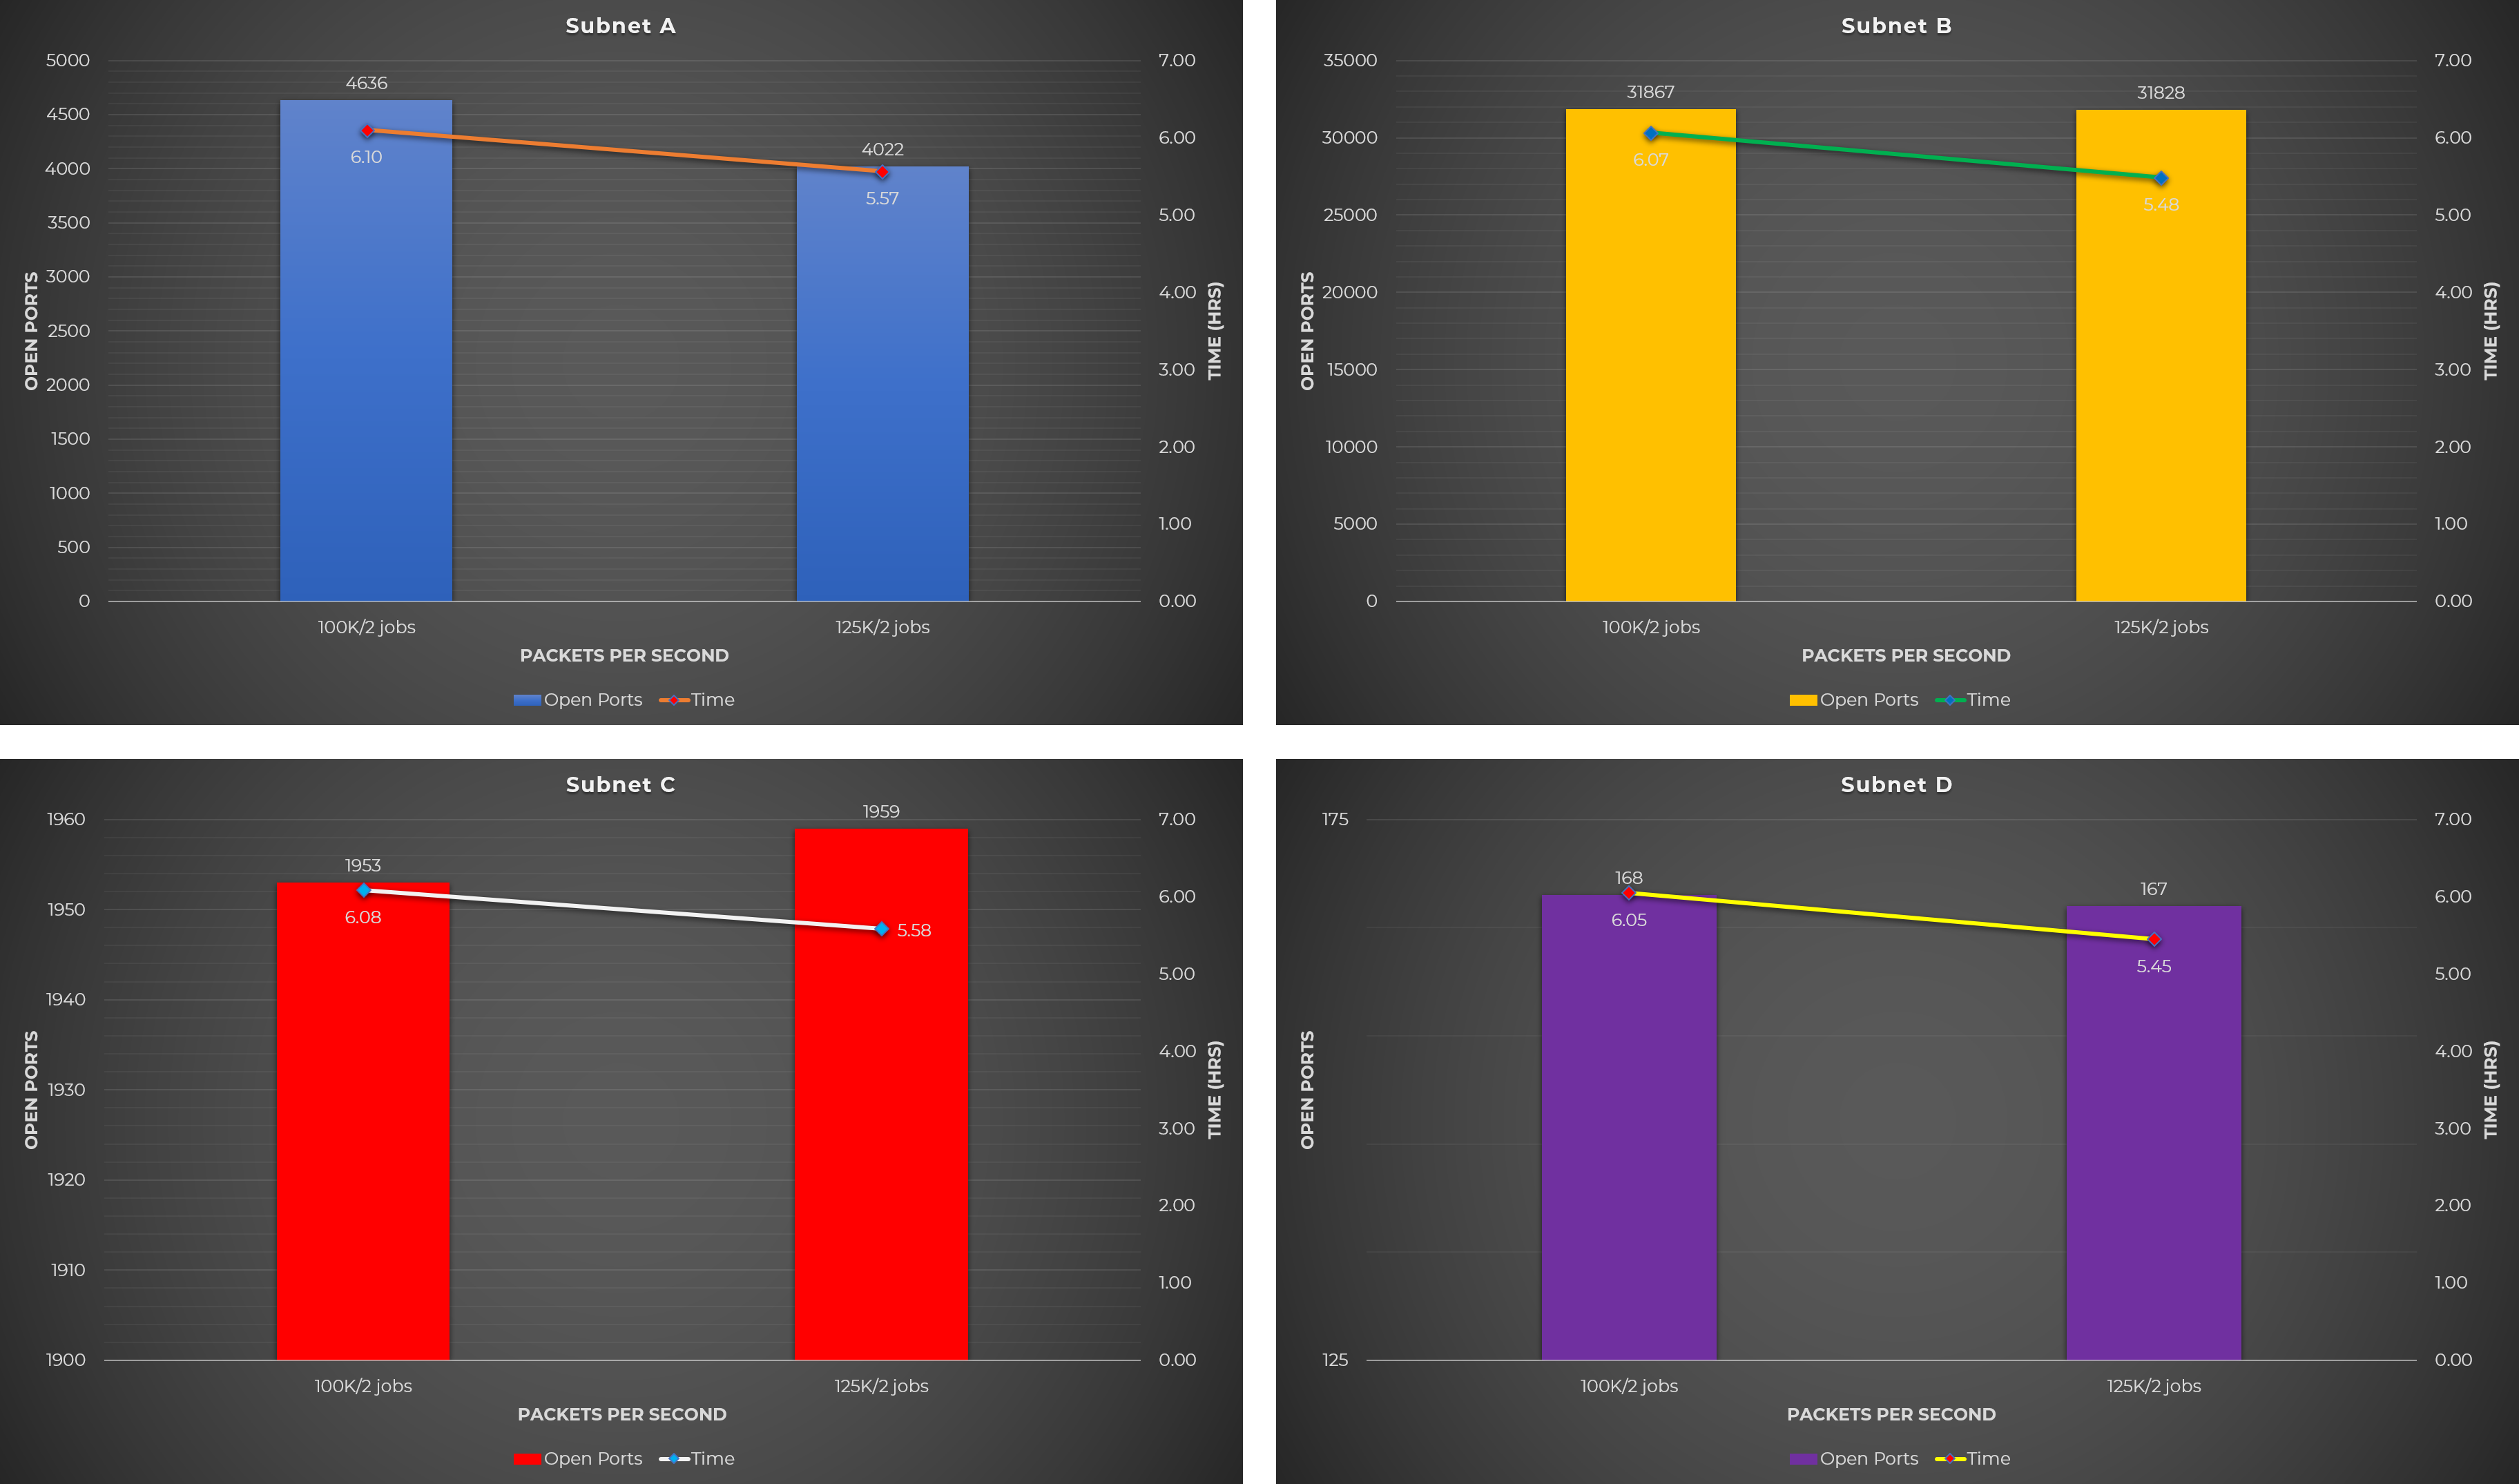 Subnet A
5000
4500
4000
3500
3000
2500
2000
1500
1000
500
0
OPEN PORTS
4636
4022
6.10
5.57
7.00
6.00
5.00
4.00
3.00
2.00
1.00
0.00
TIME (HRS)
100K/2 jobs
125K/2 jobs
PACKETS PER SECOND
Open Ports
Time
Subnet B
35000
30000
25000
20000
15000
10000
5000
0
OPEN PORTS
31867
31828
6.07
5.48
7.00
6.00
5.00
4.00
3.00
2.00
1.00
0.00
TIME (HRS)
100K/2 jobs
125K/2 jobs
PACKETS PER SECOND
Open Ports
Time
Subnet C
1960
1950
1940
1930
1920
1910
1900
OPEN PORTS
1953
1959
6.08
5.58
7.00
6.00
5.00
4.00
3.00
2.00
1.00
0.00
TIME (HRS)
100K/2 jobs
125K/2 jobs
PACKETS PER SECOND
Open Ports
Time
Subnet D
175
125
OPEN PORTS
168
167
6.05
5.45
7.00
6.00
5.00
4.00
3.00
2.00
1.00
0.00
TIME (HRS)
100K/2 jobs
125K/2 jobs
PACKETS PER SECOND
Open Ports
Time